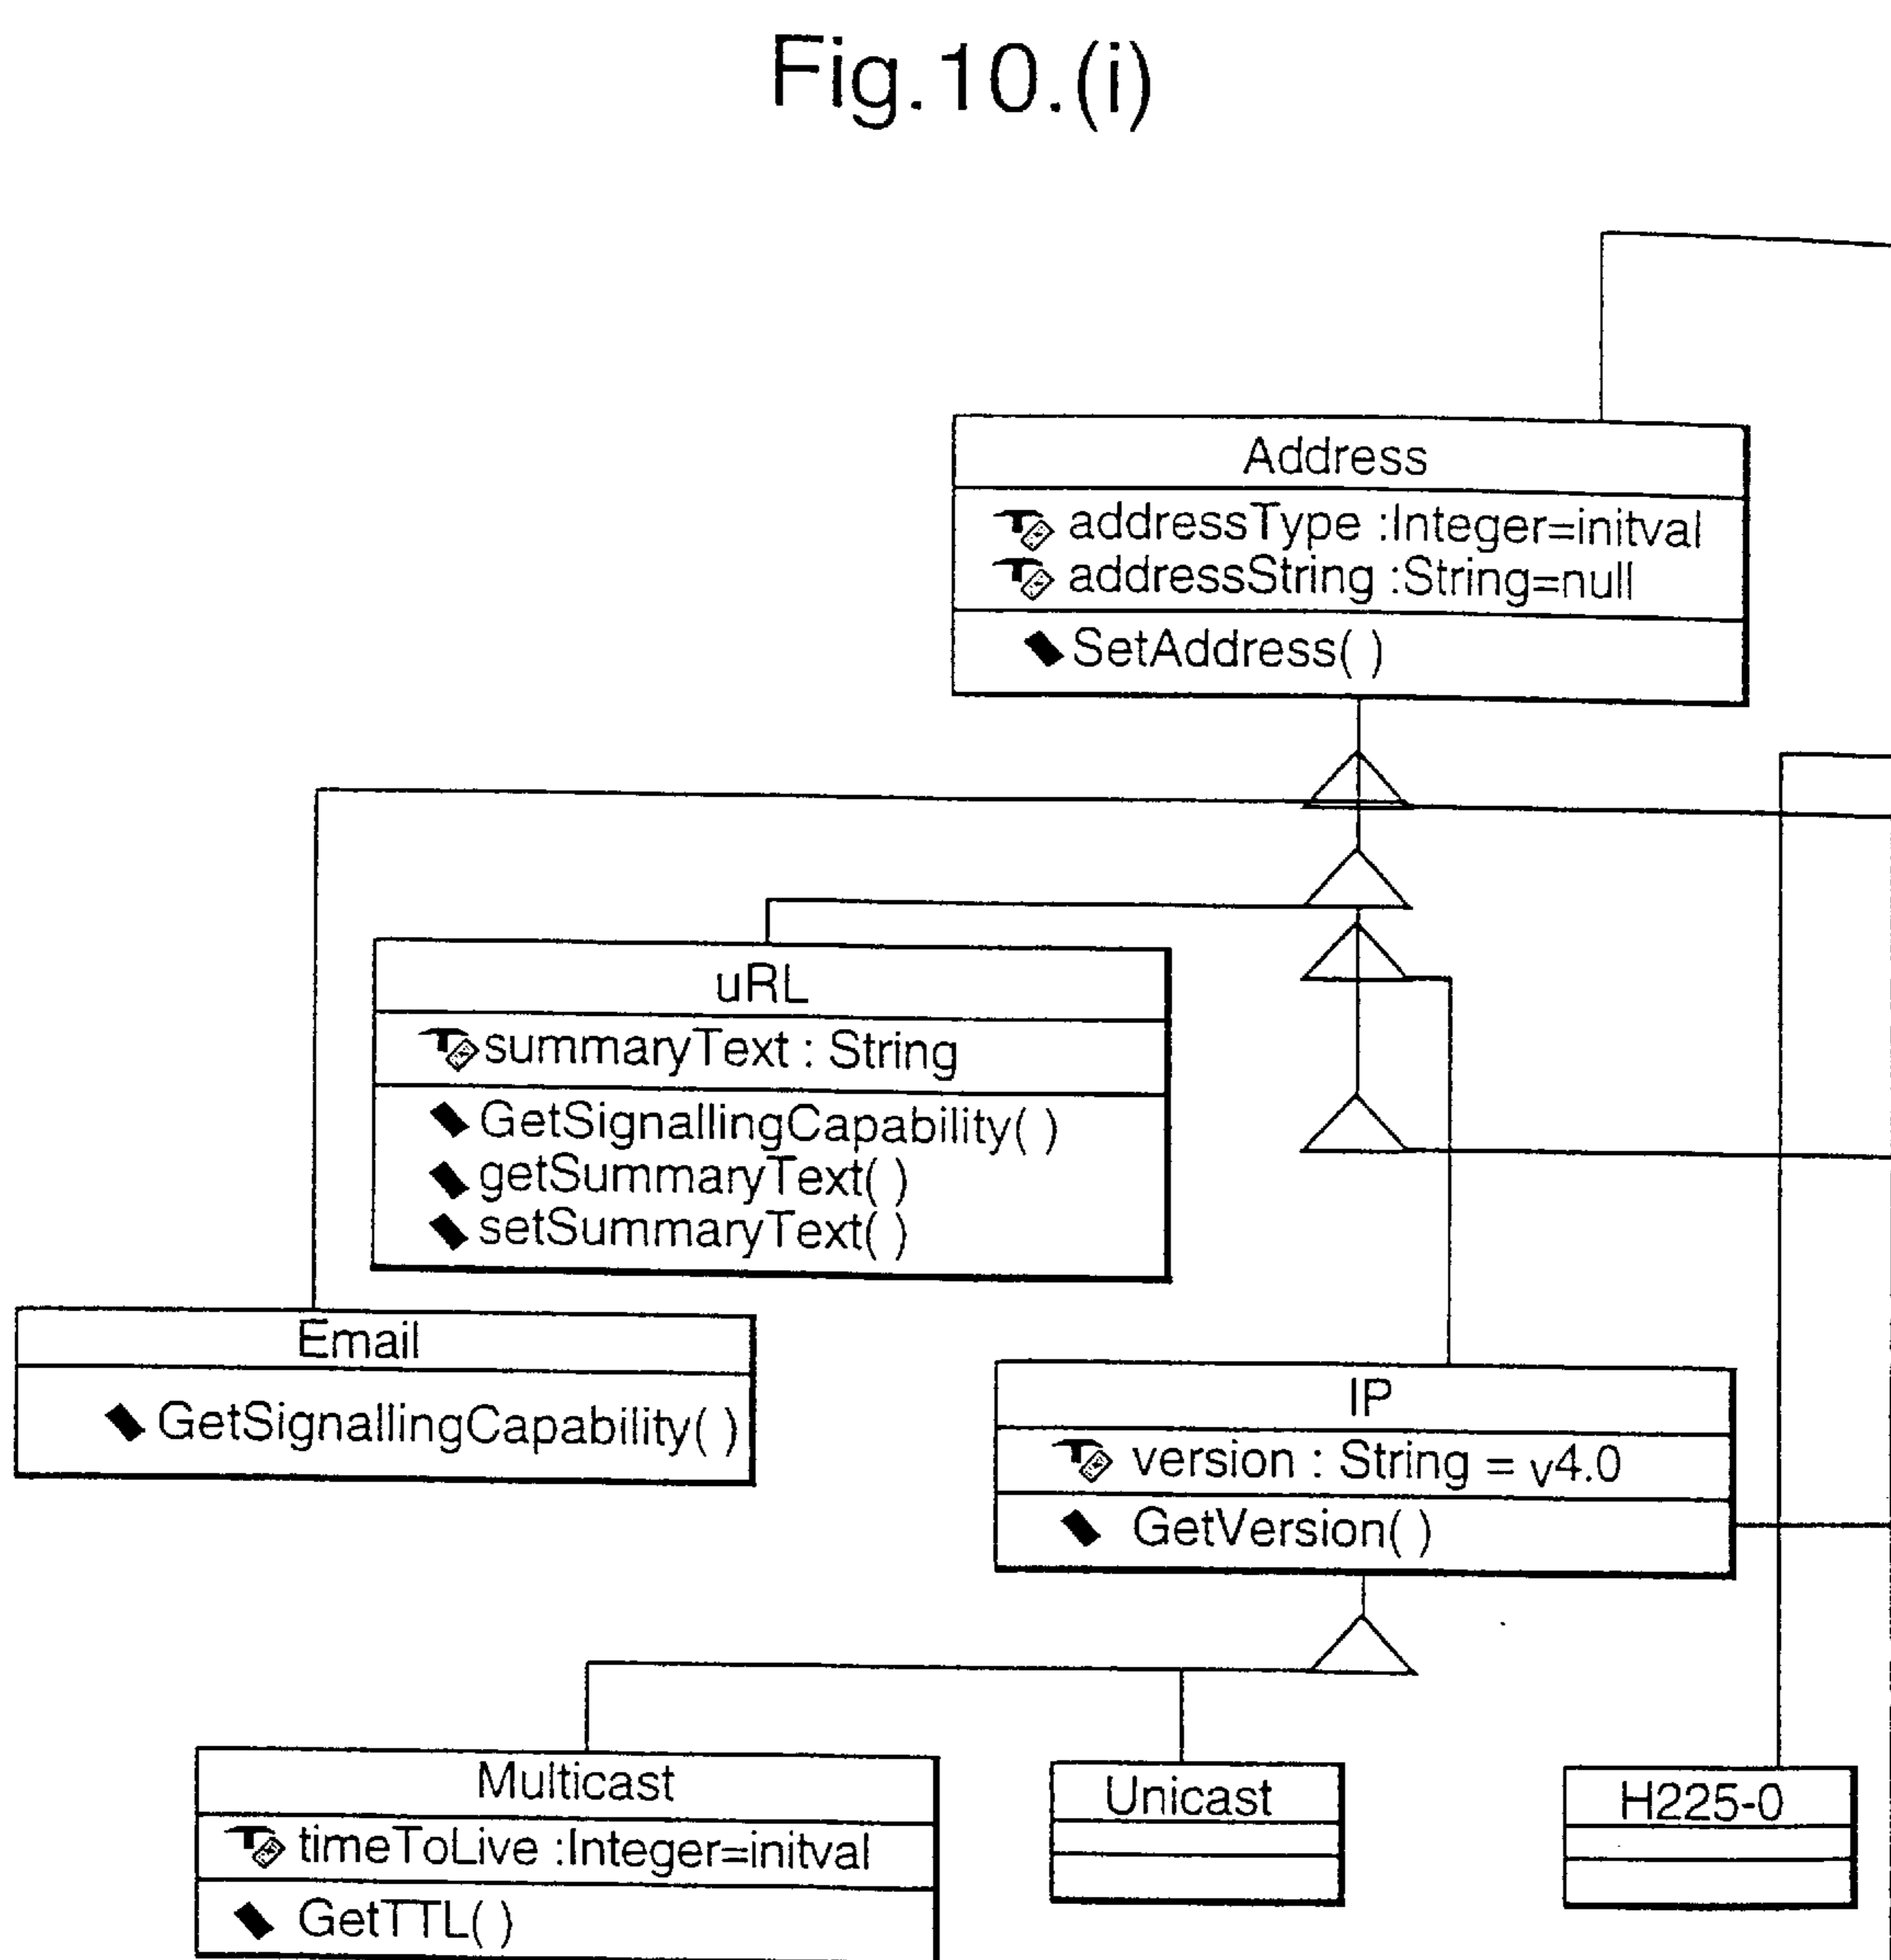 Fig.10.(i)
Address
addressType :Integer=initval
addressString :String=null
SetAddress( )
uRL
summaryText : String
GetSignallingCapability( )
getSummaryText( )
setSummaryText( )
Email
GetSignallingCapability( )
IP
version : String = v4.0
GetVersion( )
Multicast
timeToLive :Integer=initval
GetTTL( )
Unicast
H225-0